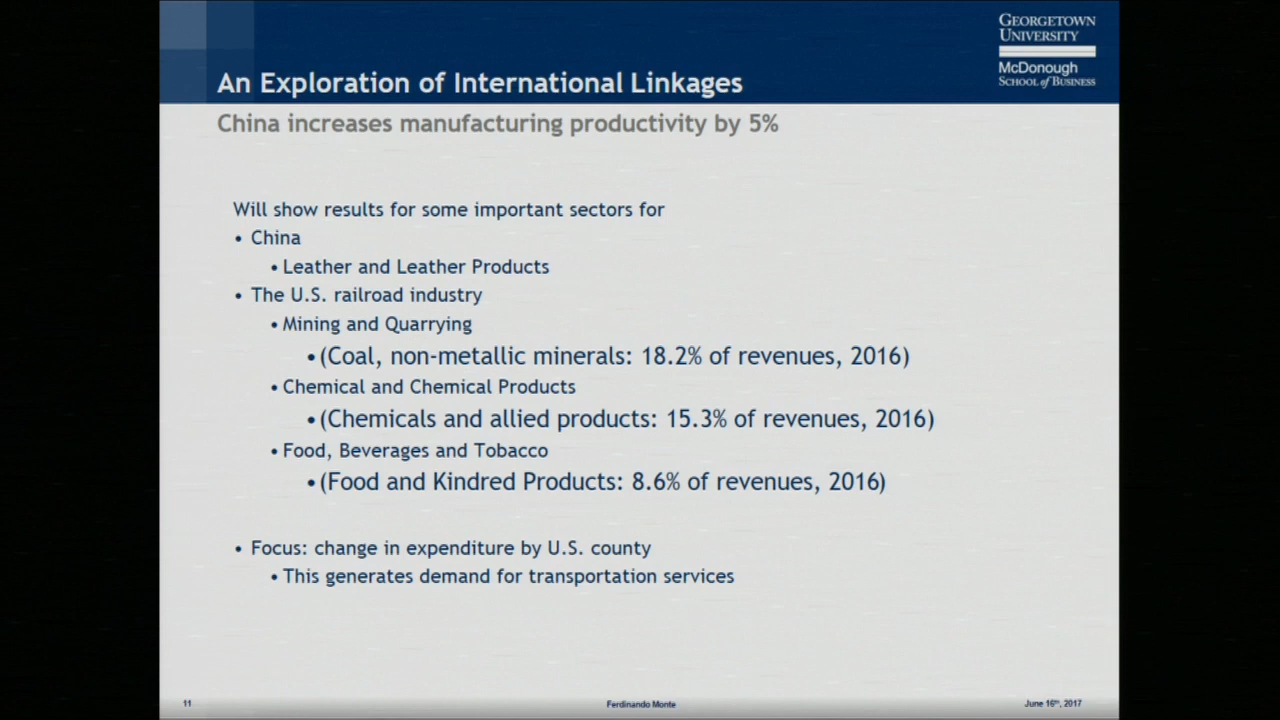 GEORGETOWN
UNIVERSITY
McDonough
SCHOOL of BUSINESS
An Exploration of International Linkages
China increases manufacturing productivity by 5%
Will show results for some important sectors for
• China
• Leather and Leather Products
• The U.S. railroad industry
• Mining and Quarrying
• (Coal, non-metallic minerals: 18.2% of revenues, 2016)
• Chemical and Chemical Products
• (Chemicals and allied products: 15.3% of revenues, 2016)
• Food, Beverages and Tobacco
• (Food and Kindred Products: 8.6% of revenues, 2016)
• Focus: change in expenditure by U.S. county
• This generates demand for transportation services
11 Ferdinando Monte June 16th, 2017